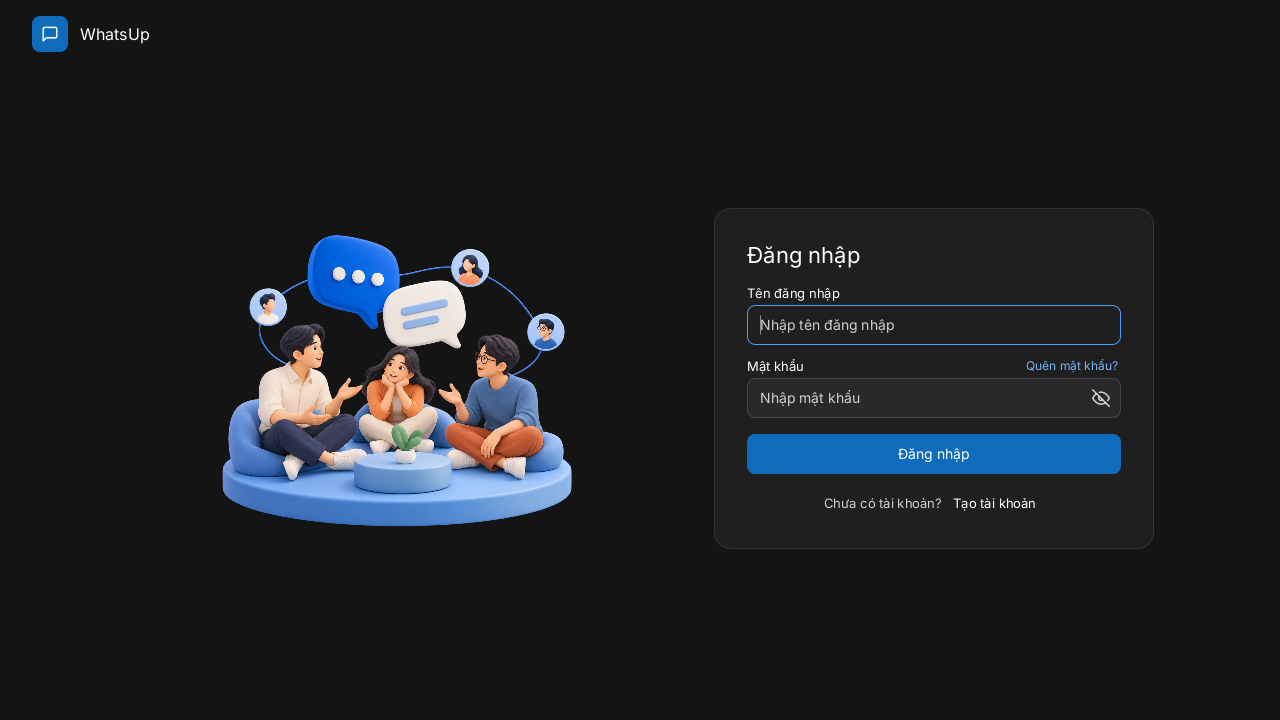 WhatsUp
Đăng nhập
Tên đăng nhập
Nhập tên đăng nhập
Mật khẩu
Quên mật khẩu?
Nhập mật khẩu
Đăng nhập
Chưa có tài khoản? Tạo tài khoản